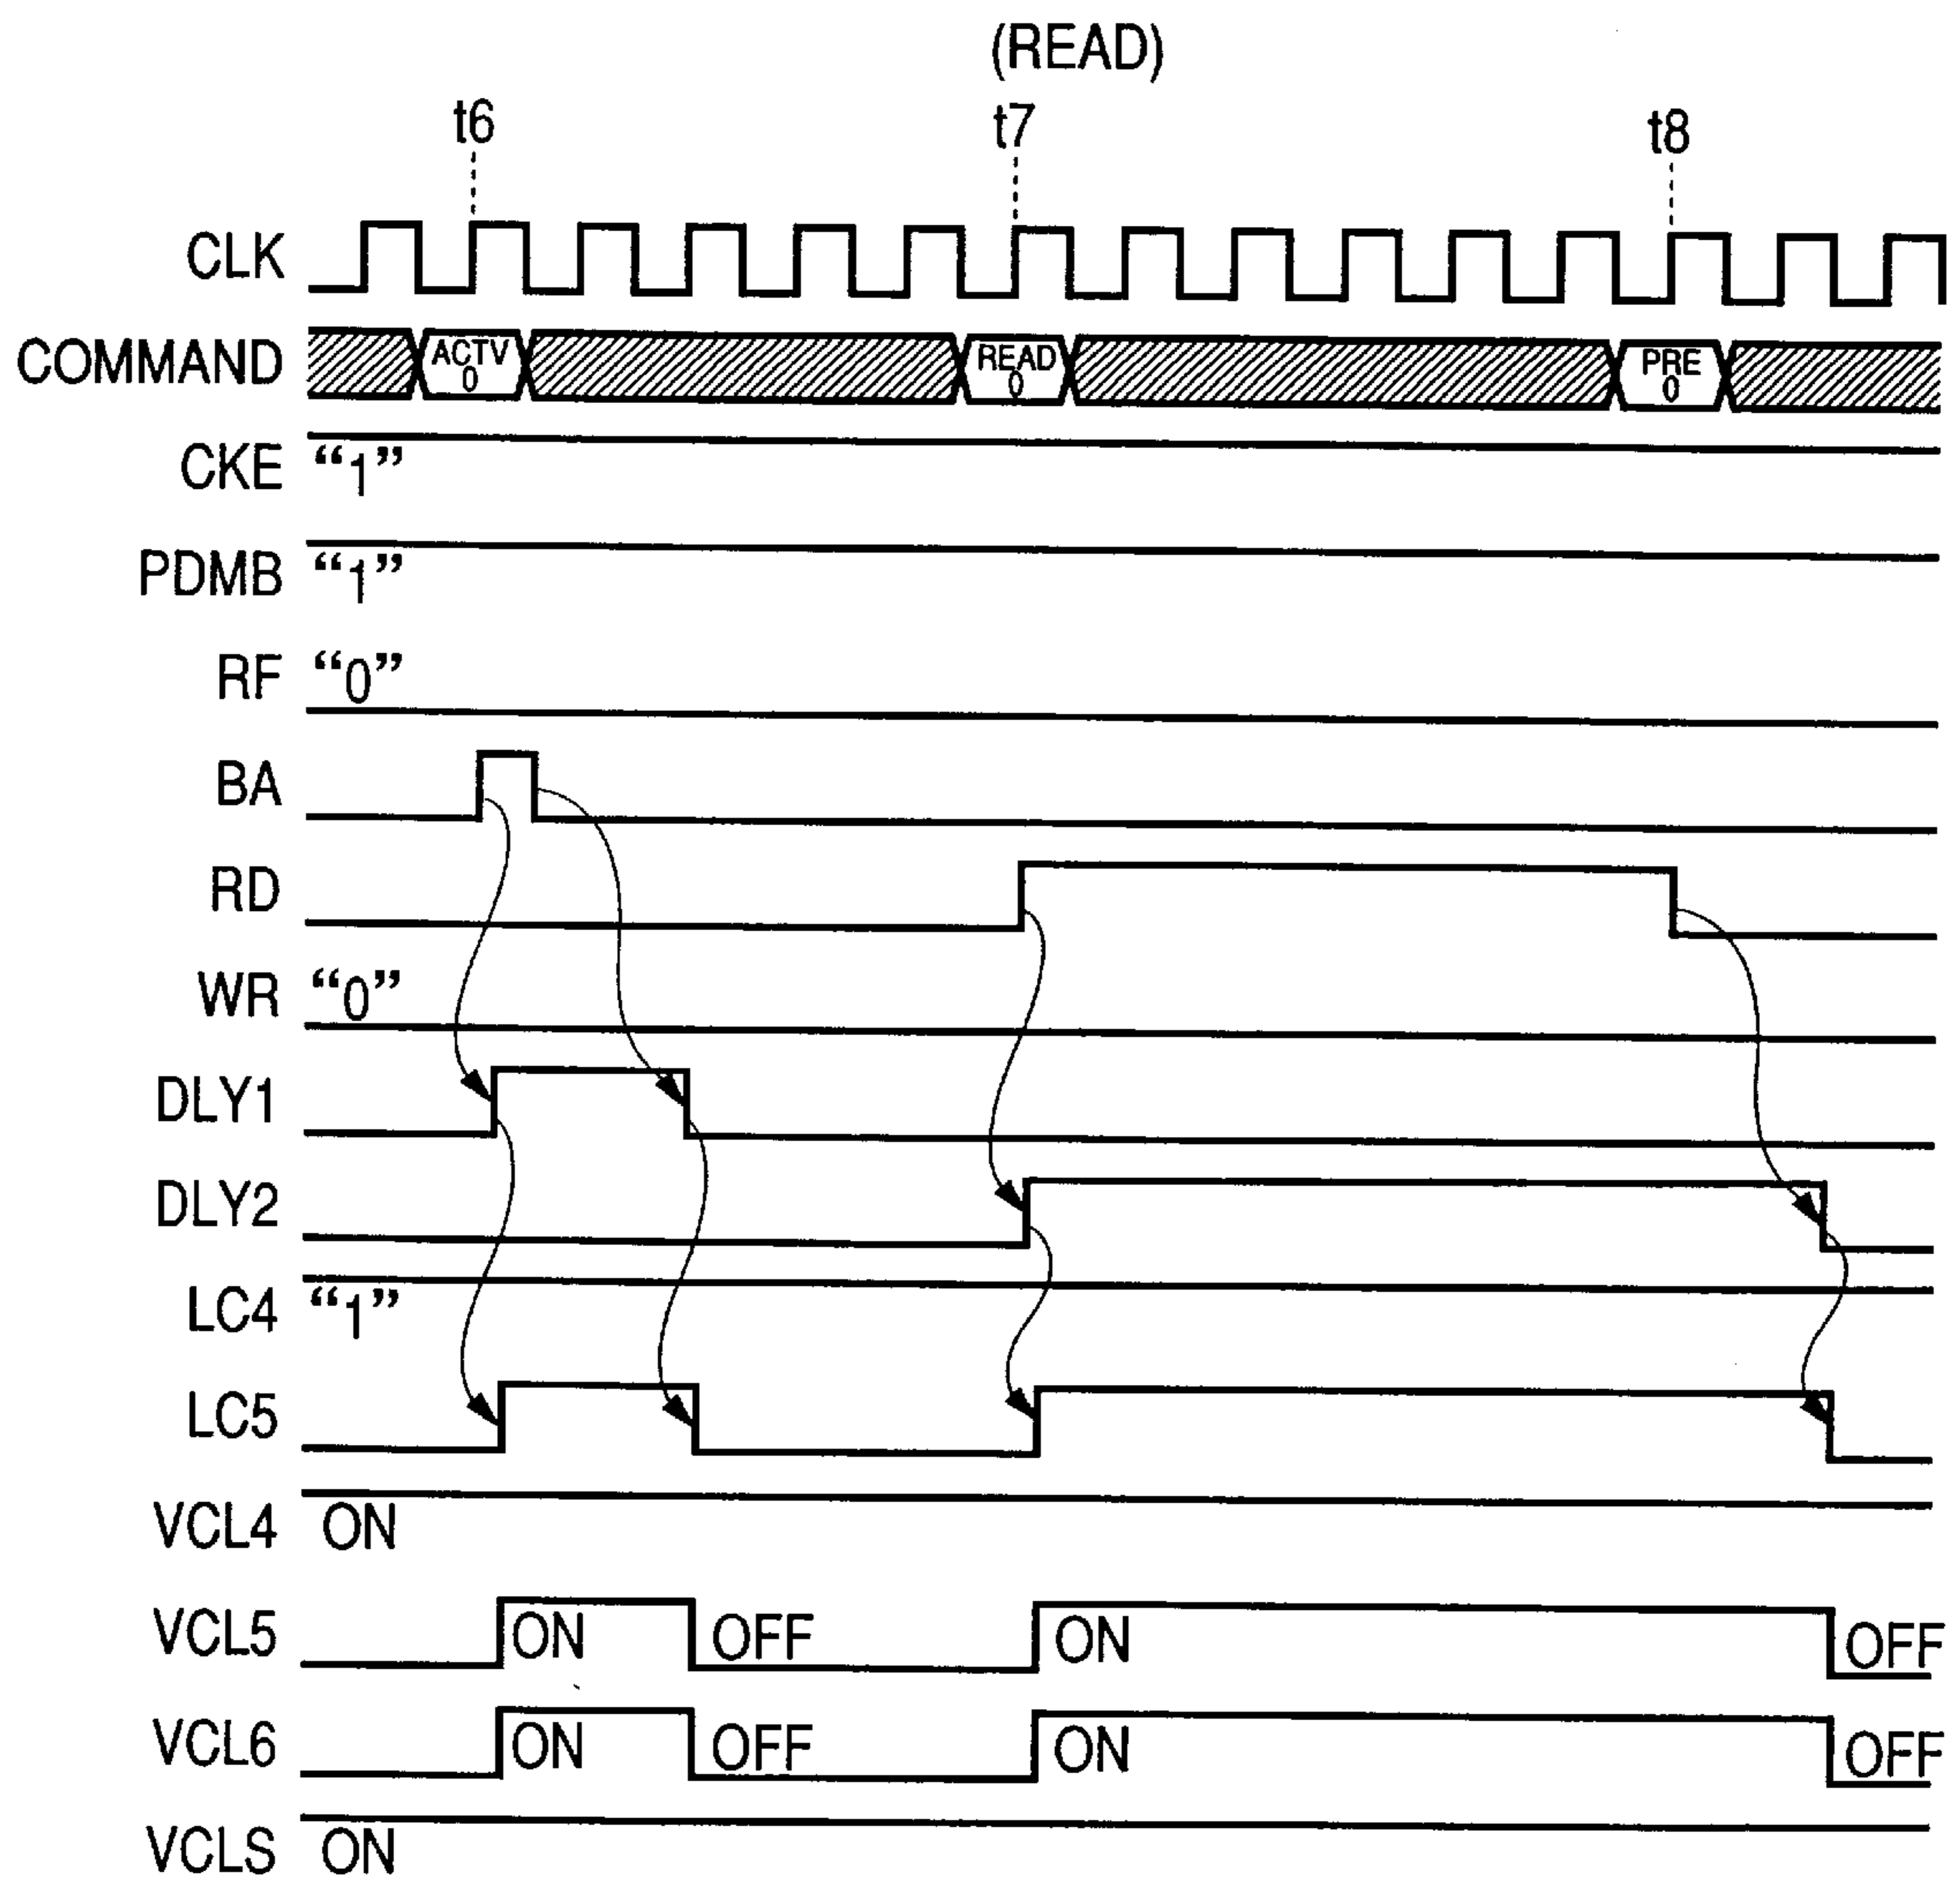 (READ)
t6 t7 t8
CLK
COMMAND ACTV 0 READ 0 PRE 0
CKE “1”
PDMB “1”
RF “0”
BA
RD
WR “0”
DLY1
DLY2
LC4 “1”
LC5
VCL4 ON
VCL5 ON OFF ON OFF
VCL6 ON OFF ON OFF
VCLS ON